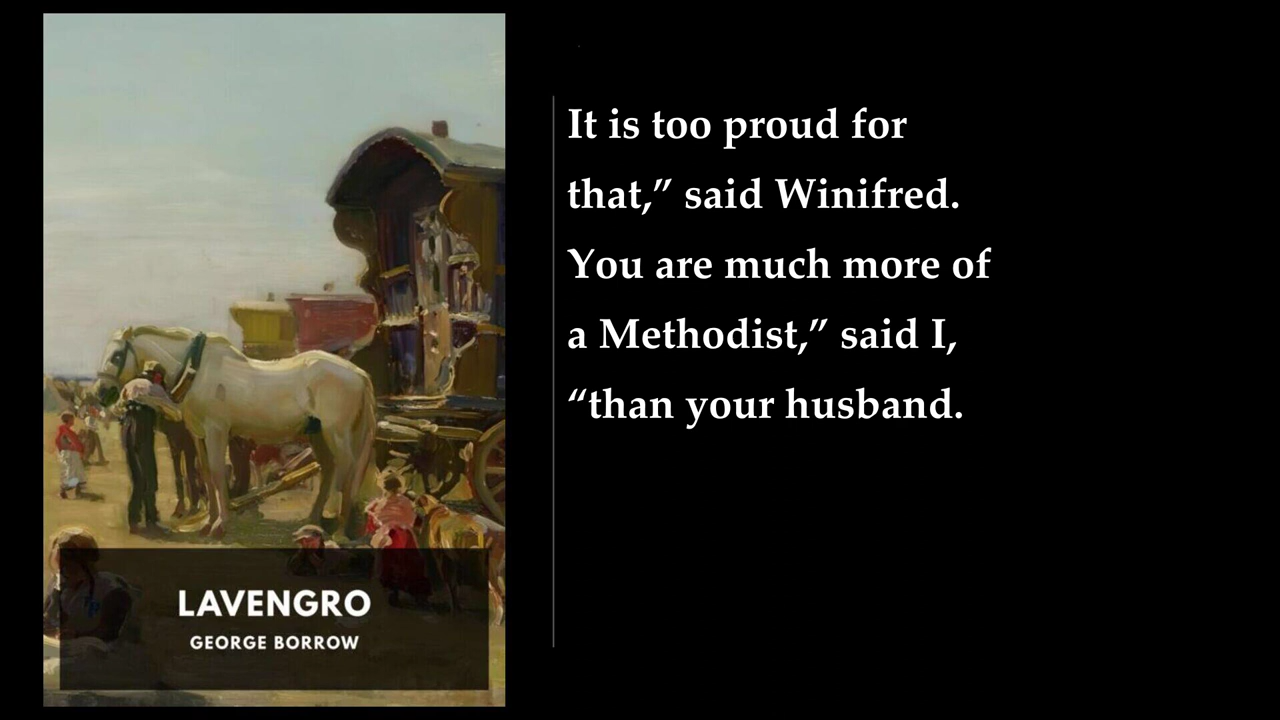 It is too proud for
that,” said Winifred.
You are much more of
a Methodist,” said I,
“than your husband.
LAVENGRO
GEORGE BORROW